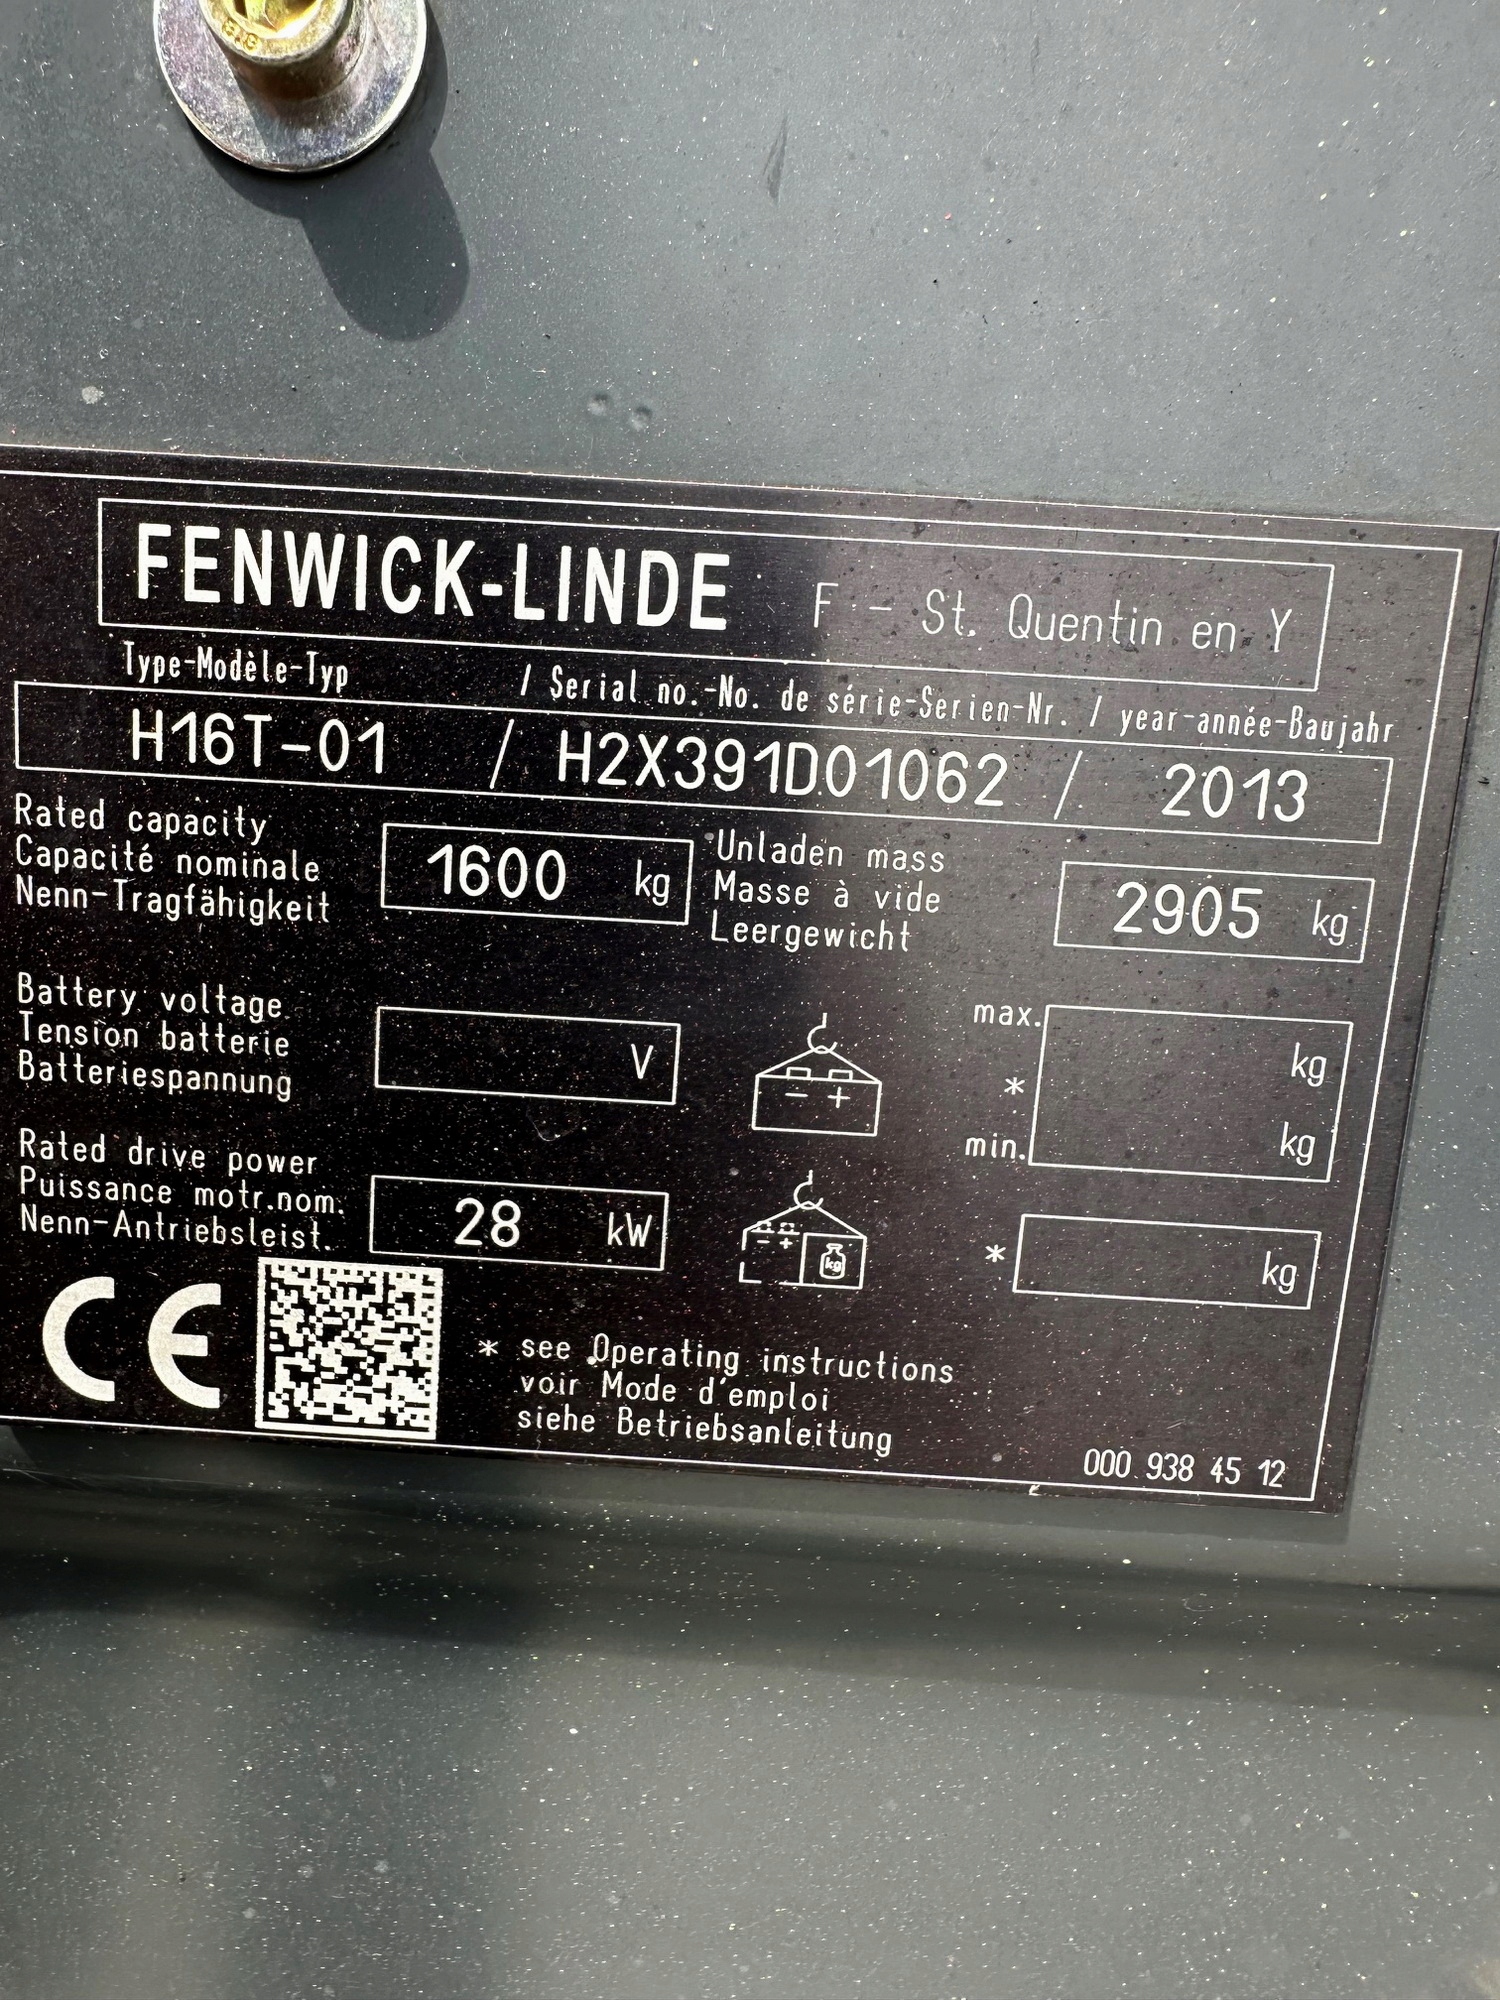 FENWICK-LINDE F - St. Quentin en Y
Type-Modèle-Typ / Serial no.-No. de série-Serien-Nr. / year-année-Baujahr
H16T-01 / H2X391D01062 / 2013
Rated capacity
Capacité nominale
Nenn-Tragfähigkeit
1600 kg
Unladen mass
Masse à vide
Leergewicht
2905 kg
Battery voltage
Tension batterie
Batteriespannung
V
- +
max. kg
*
min. kg
Rated drive power
Puissance motr.nom.
Nenn-Antriebsleist.
28 kW
- + kg
* kg
CE
* see Operating instructions
voir Mode d'emploi
siehe Betriebsanleitung
000 938 45 12